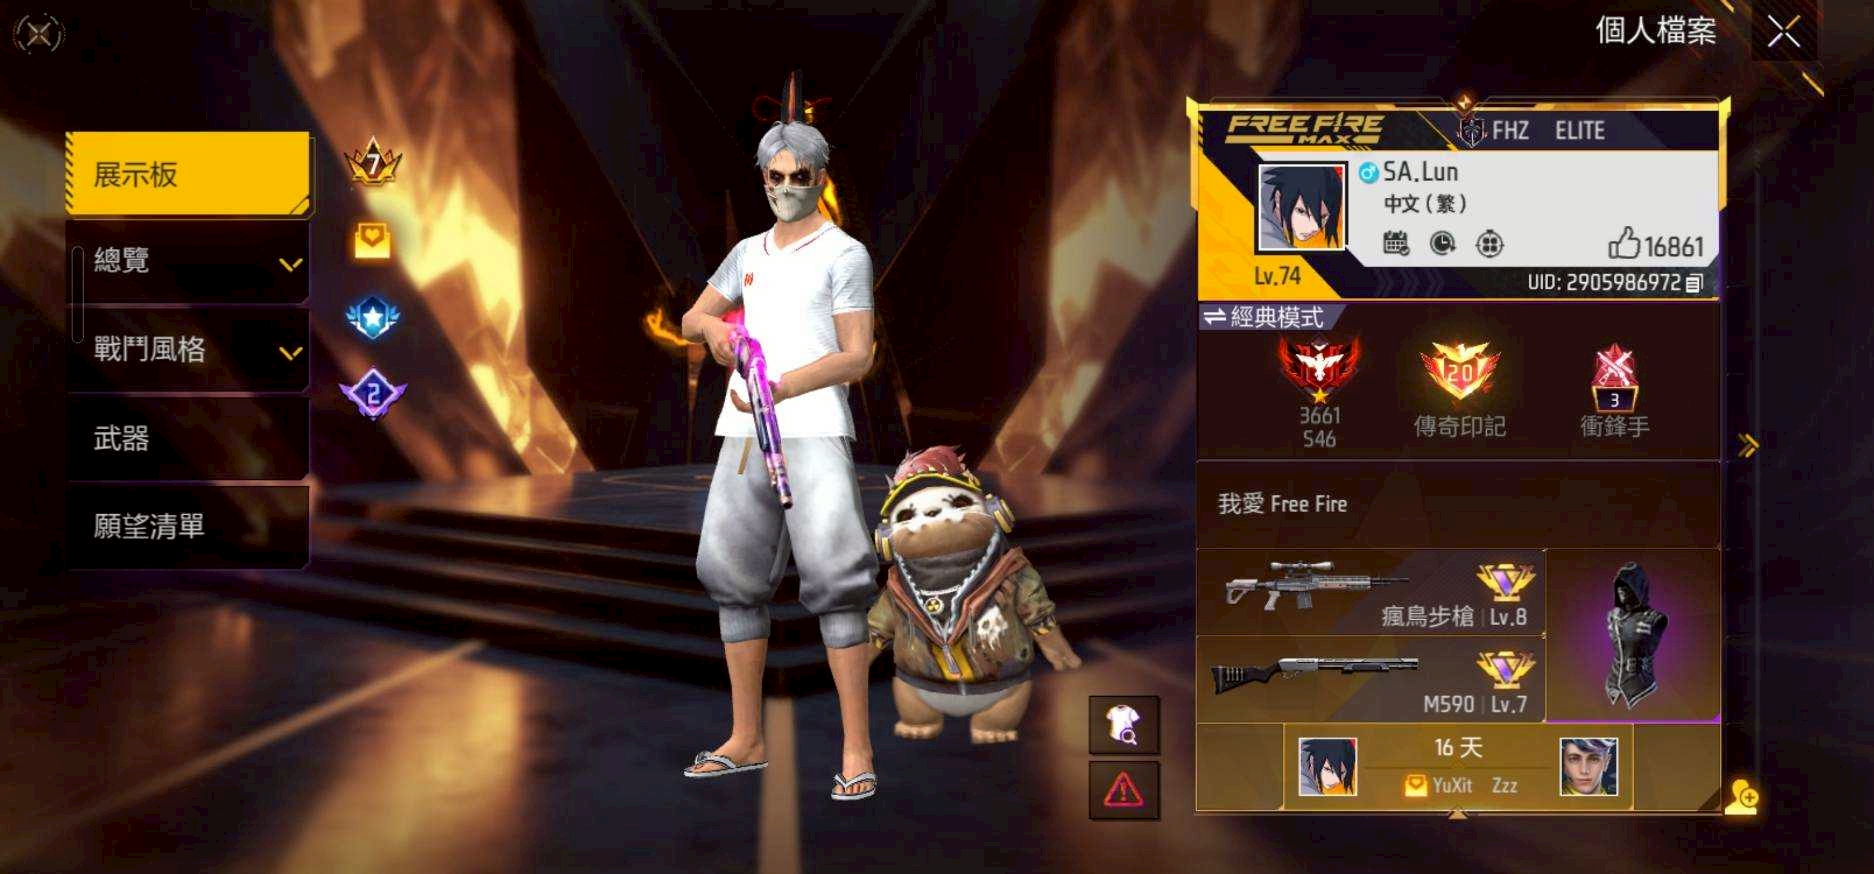 個人檔案
展示板
總覽
戰鬥風格
武器
願望清單
7
2
FREE FIRE
MAX
FHZ ELITE
SA.Lun
中文(繁)
16861
Lv.74
UID: 2905986972
經典模式
3661
S46
20
傳奇印記
3
衝鋒手
我愛 Free Fire
瘋鳥步槍 Lv.8
M590 Lv.7
16 天
YuXit Zzz